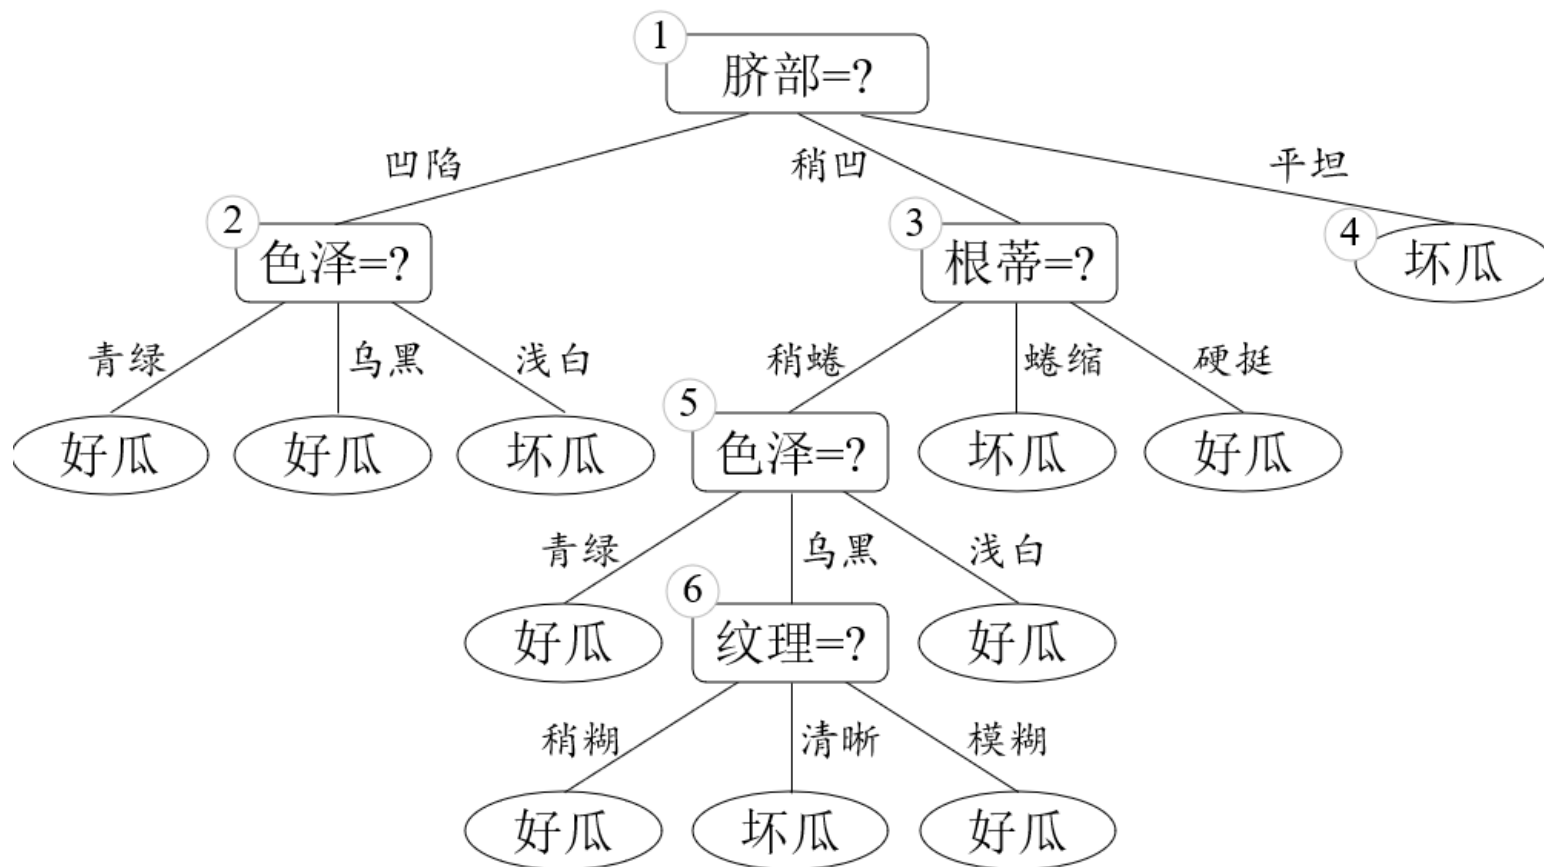 1
脐部=?
凹陷
稍凹
平坦
2
色泽=?
3
根蒂=?
4
坏瓜
青绿
乌黑
浅白
稍蜷
蜷缩
硬挺
好瓜
好瓜
坏瓜
5
色泽=?
坏瓜
好瓜
青绿
乌黑
浅白
好瓜
6
纹理=?
好瓜
稍糊
清晰
模糊
好瓜
坏瓜
好瓜